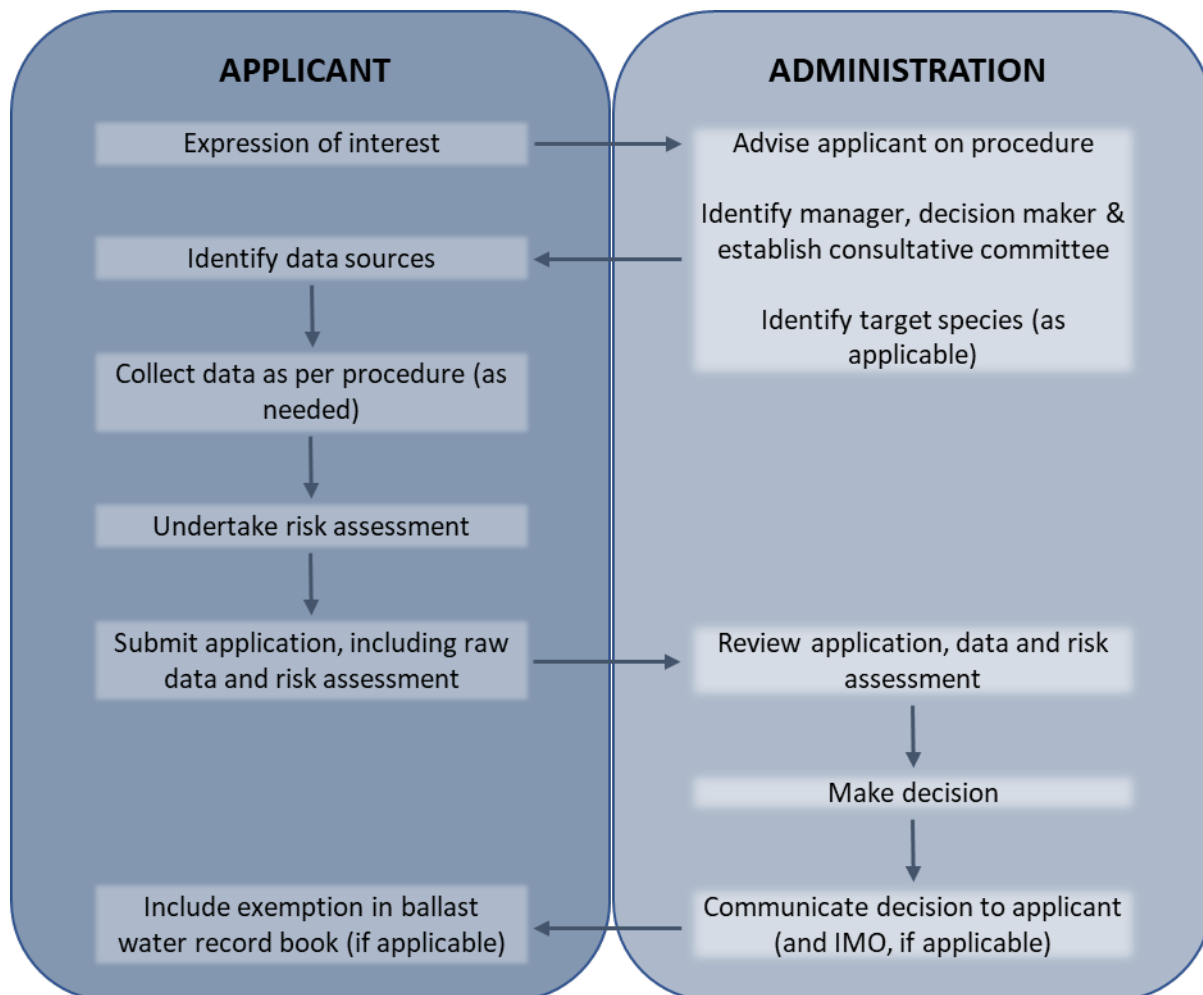 APPLICANT
Expression of interest
Identify data sources
Collect data as per procedure (as
needed)
Undertake risk assessment
Submit application, including raw
data and risk assessment
Include exemption in ballast
water record book (if applicable)
ADMINISTRATION
Advise applicant on procedure
Identify manager, decision maker &
establish consultative committee
Identify target species (as
applicable)
Review application, data and risk
assessment
Make decision
Communicate decision to applicant
(and IMO, if applicable)